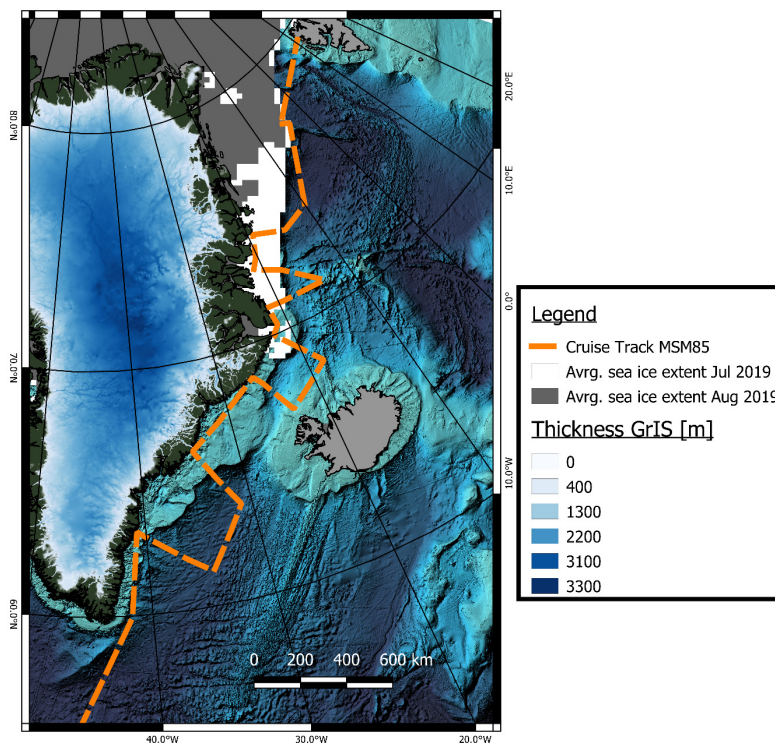 80.0°N
70.0°N
60.0°N
20.0°E
10.0°E
0.0°
10.0°W
0 200 400 600 km
40.0°W 30.0°W 20.0°W
Legend
Cruise Track MSM85
Avrg. sea ice extent Jul 2019
Avrg. sea ice extent Aug 2019
Thickness GrIS [m]
0
400
1300
2200
3100
3300